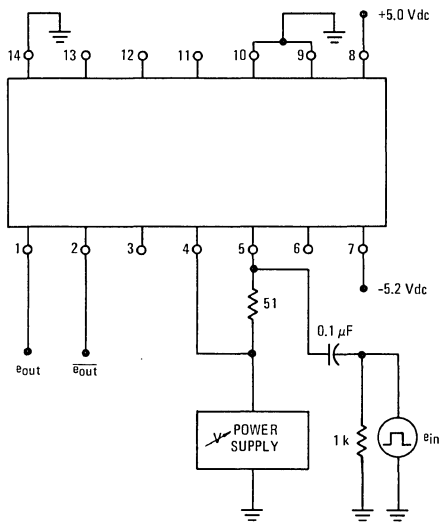 +5.0 Vdc
14 13 12 11 10 9 8
1 2 3 4 5 6 7
-5.2 Vdc
51
0.1 μF
eout
eout
V
POWER
SUPPLY
1 k
ein